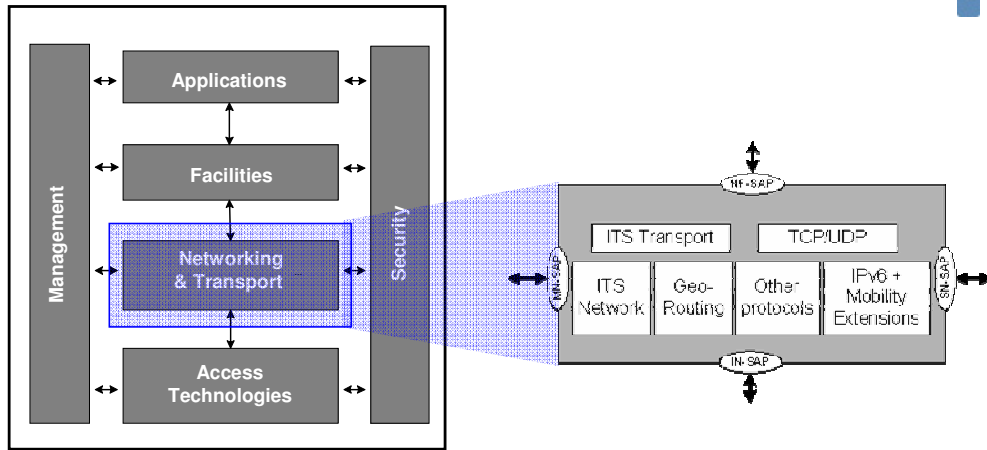 Applications
Facilities
Networking
& Transport
Access
Technologies
Management
Security
NF-SAP
ITS Transport
TCP/UDP
MN-SAP
ITS
Network
Geo-
Routing
Other
protocols
IPv6 +
Mobility
Extensions
SN-SAP
IN-SAP